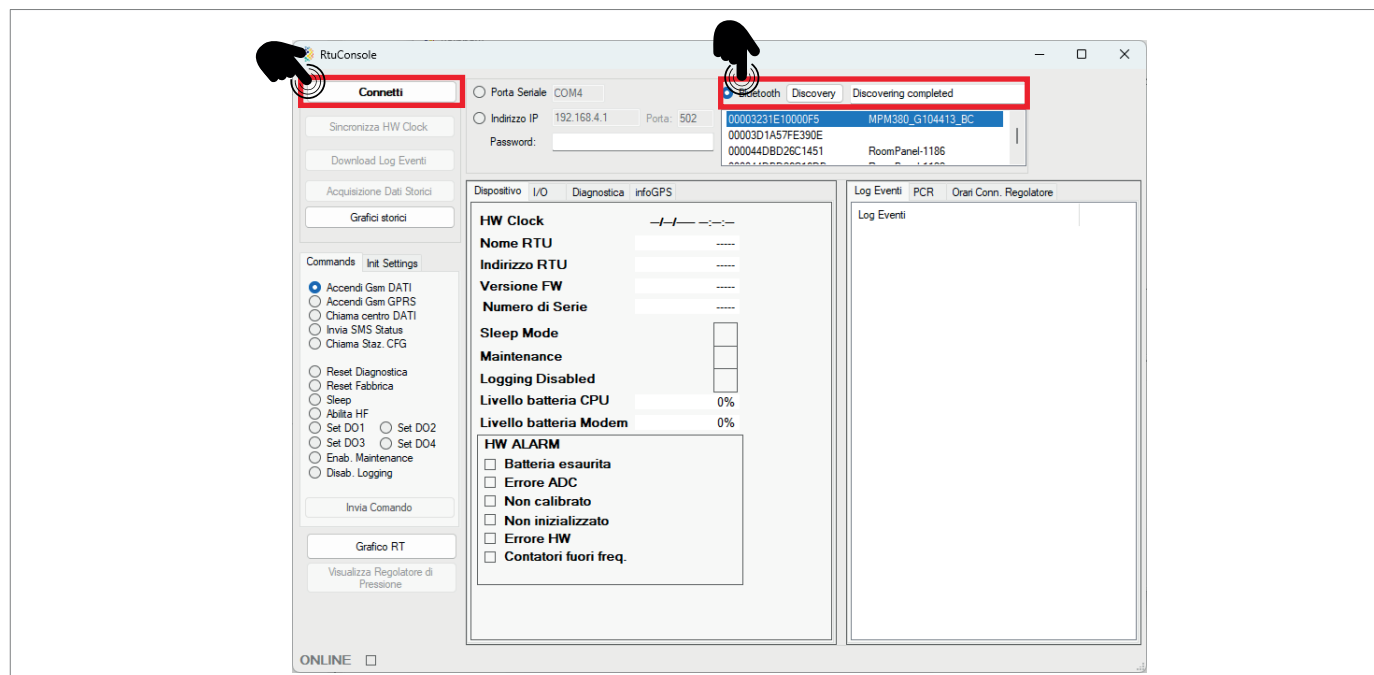 RtuConsole
Connetti
Sincronizza HW Clock
Download Log Eventi
Acquisizione Dati Storici
Grafici storici
Porta Seriale COM4
Indirizzo IP 192.168.4.1 Porta: 502
Password:
Bluetooth Discovery Discovering completed
00003231E10000F5 MPM380_G104413_BC
00003D1A57FE390E
000044DBD26C1451 RoomPanel-1186
Commands Init Settings
Accendi Gsm DATI
Accendi Gsm GPRS
Chiama centro DATI
Invia SMS Status
Chiama Staz. CFG
Reset Diagnostica
Reset Fabbrica
Sleep
Abilita HF
Set DO1 Set DO2
Set DO3 Set DO4
Enab. Maintenance
Disab. Logging
Invia Comando
Grafico RT
Visualizza Regolatore di
Pressione
Dispositivo I/O Diagnostica infoGPS
HW Clock --/--/---- --:--:--
Nome RTU -----
Indirizzo RTU -----
Versione FW -----
Numero di Serie -----
Sleep Mode
Maintenance
Logging Disabled
Livello batteria CPU 0%
Livello batteria Modem 0%
HW ALARM
Batteria esaurita
Errore ADC
Non calibrato
Non inizializzato
Errore HW
Contatori fuori freq.
Log Eventi PCR Orari Conn. Regolatore
Log Eventi
ONLINE